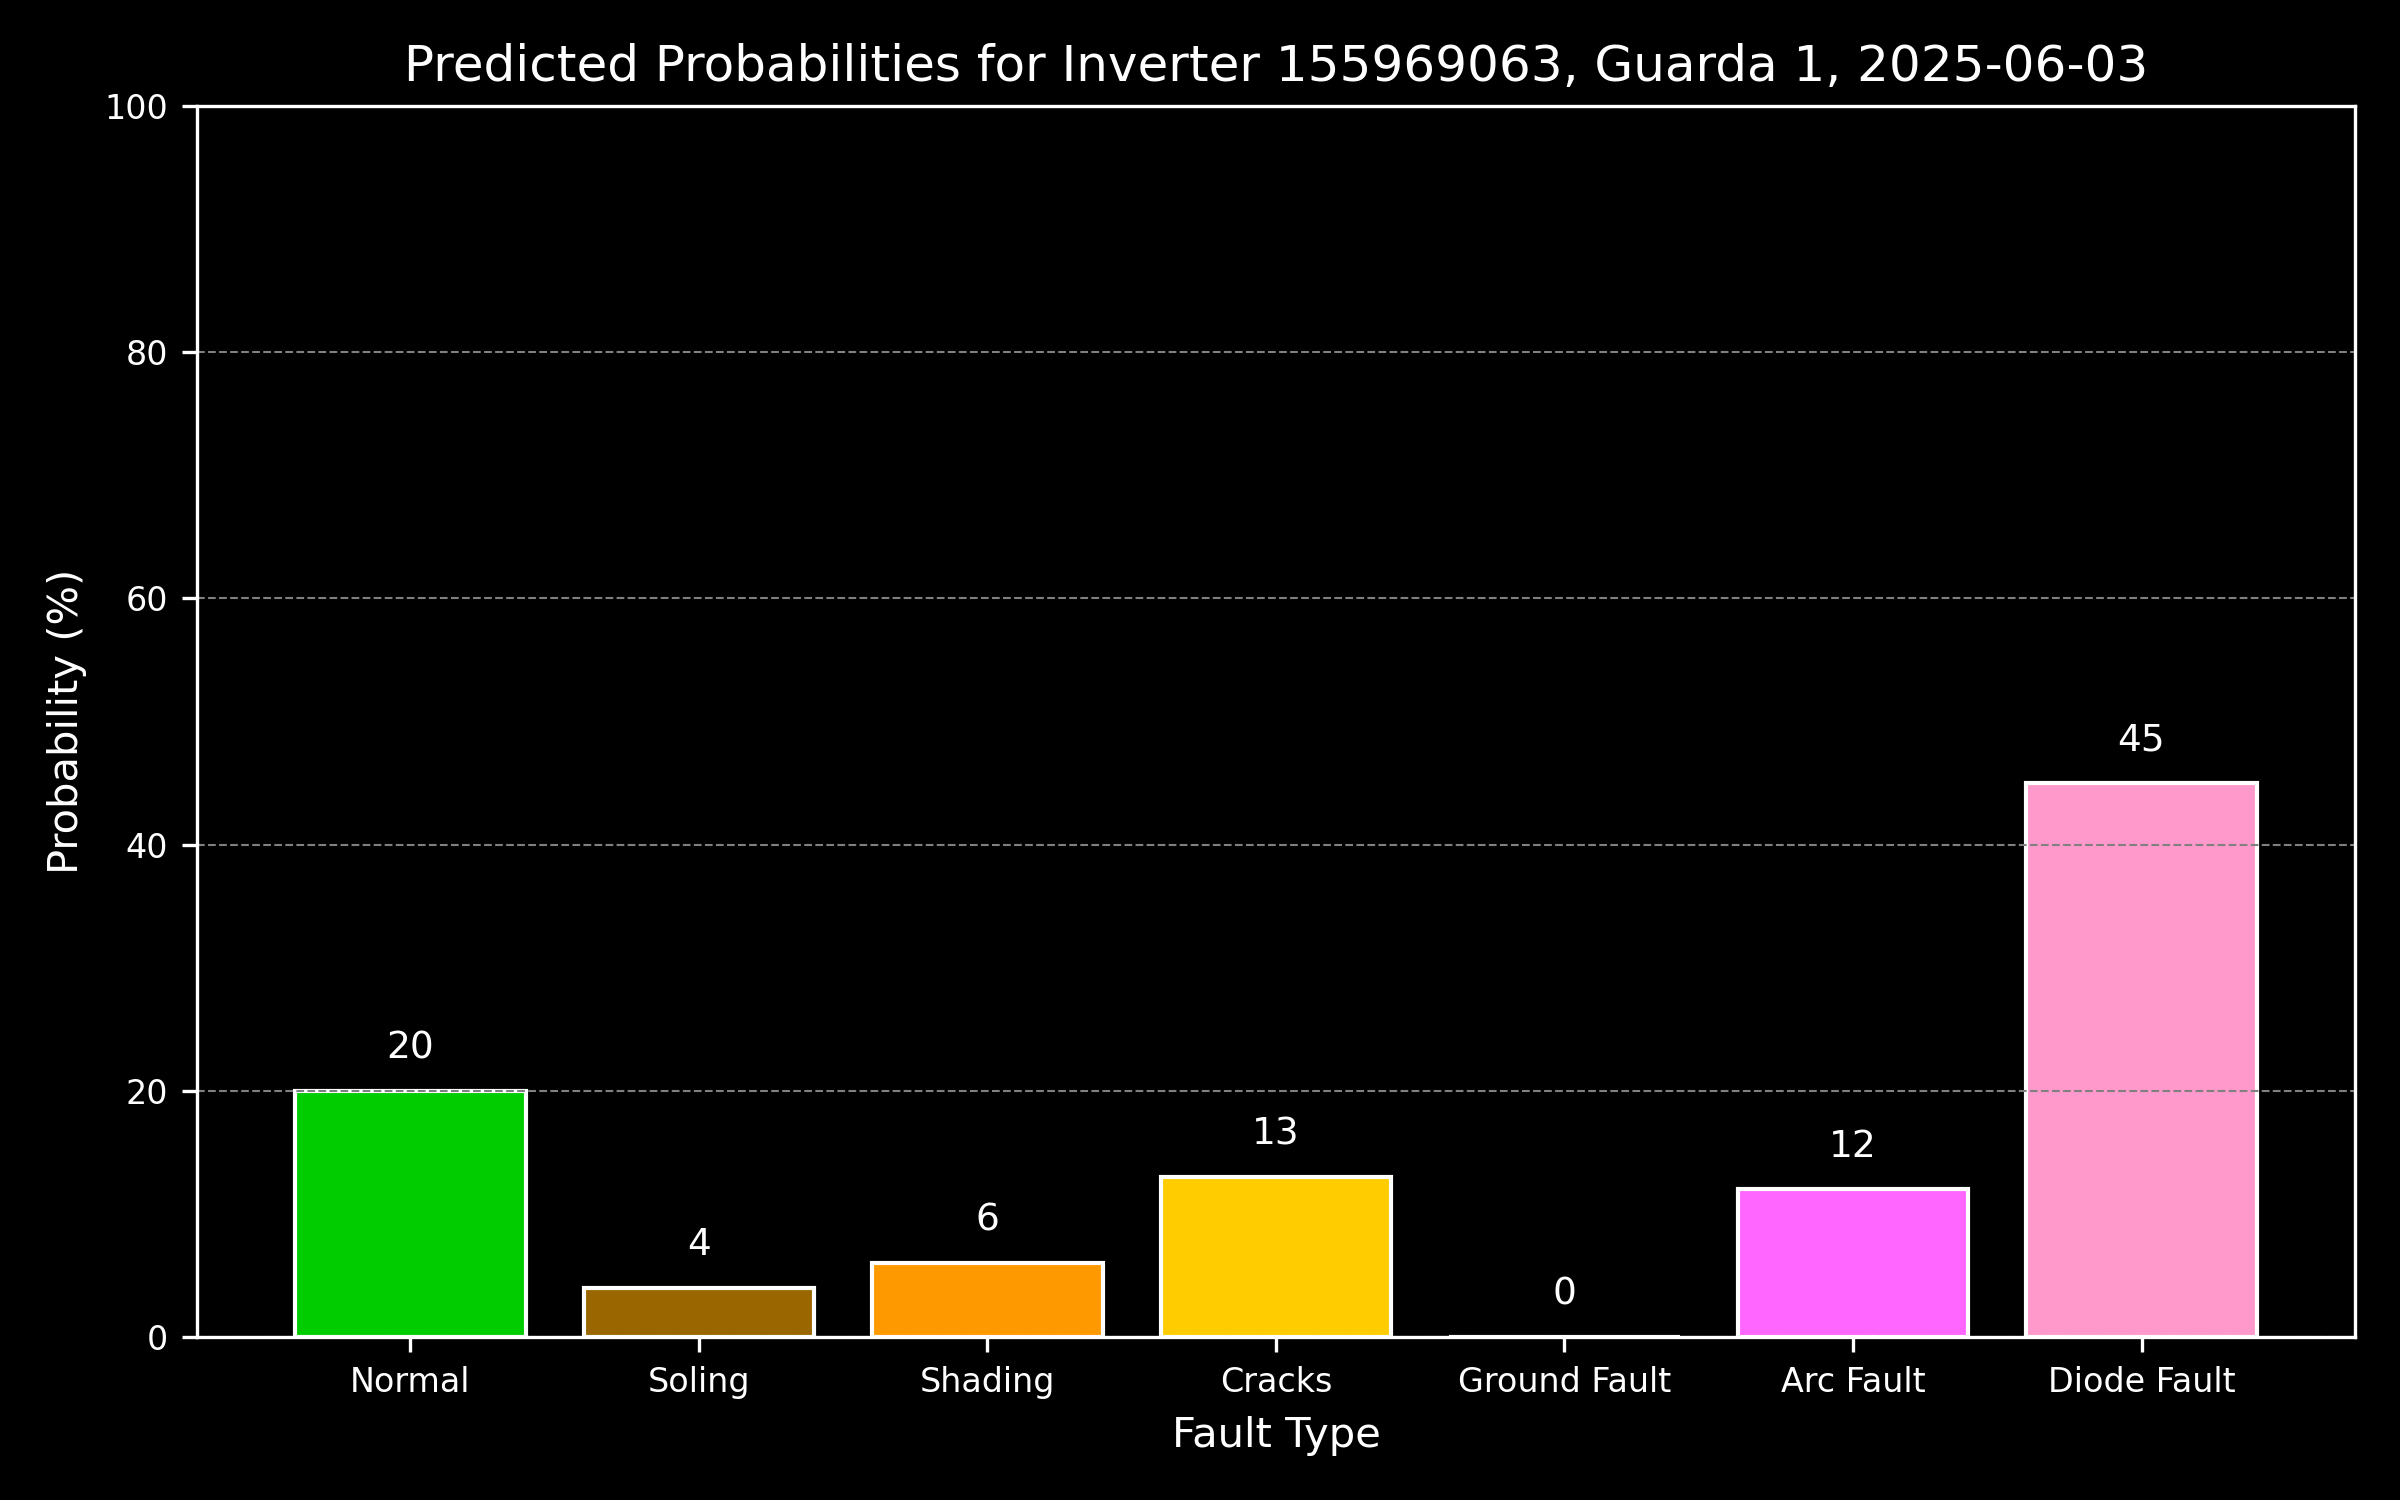 Predicted Probabilities for Inverter 155969063, Guarda 1, 2025-06-03
Probability (%)
100
80
60
40
20
0
20
4
6
13
0
12
45
Normal
Soling
Shading
Cracks
Ground Fault
Arc Fault
Diode Fault
Fault Type